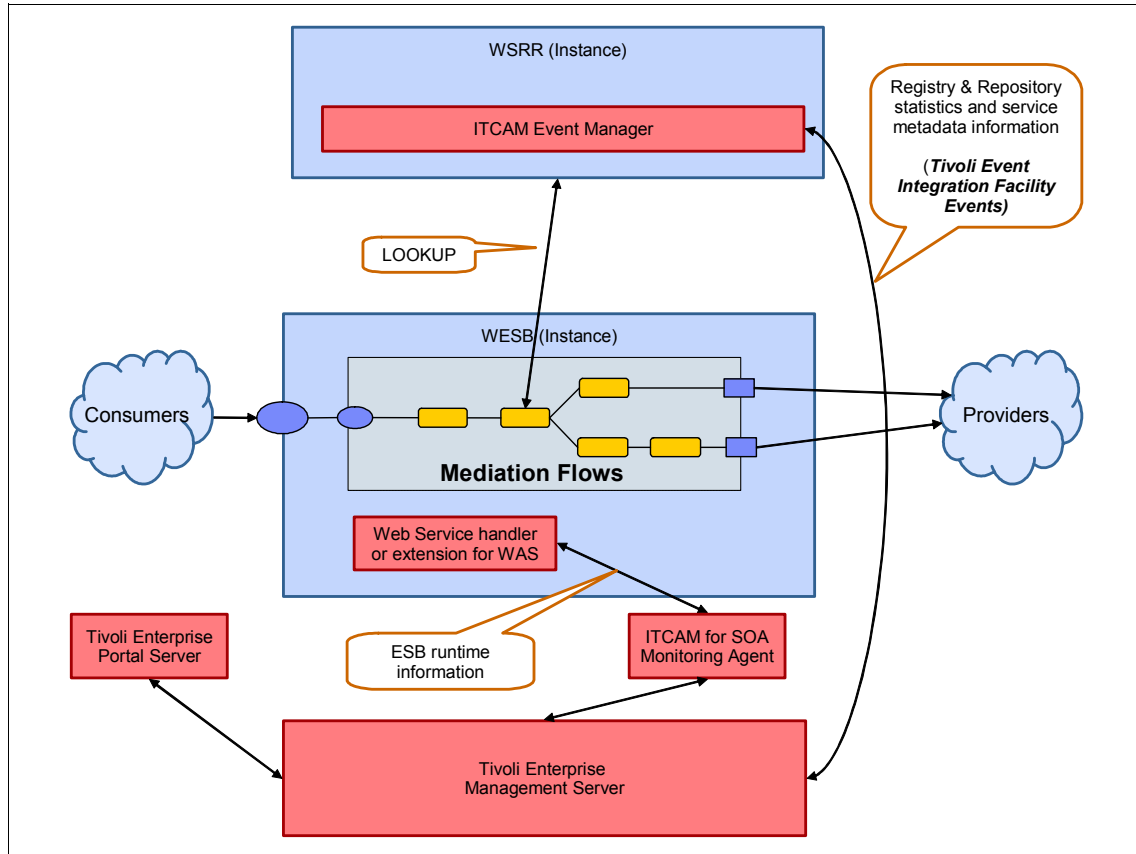 WSRR (Instance)
ITCAM Event Manager
Registry & Repository
statistics and service
metadata information
(Tivoli Event
Integration Facility
Events)
LOOKUP
WESB (Instance)
Consumers
Providers
Mediation Flows
Web Service handler
or extension for WAS
Tivoli Enterprise
Portal Server
ESB runtime
information
ITCAM for SOA
Monitoring Agent
Tivoli Enterprise
Management Server